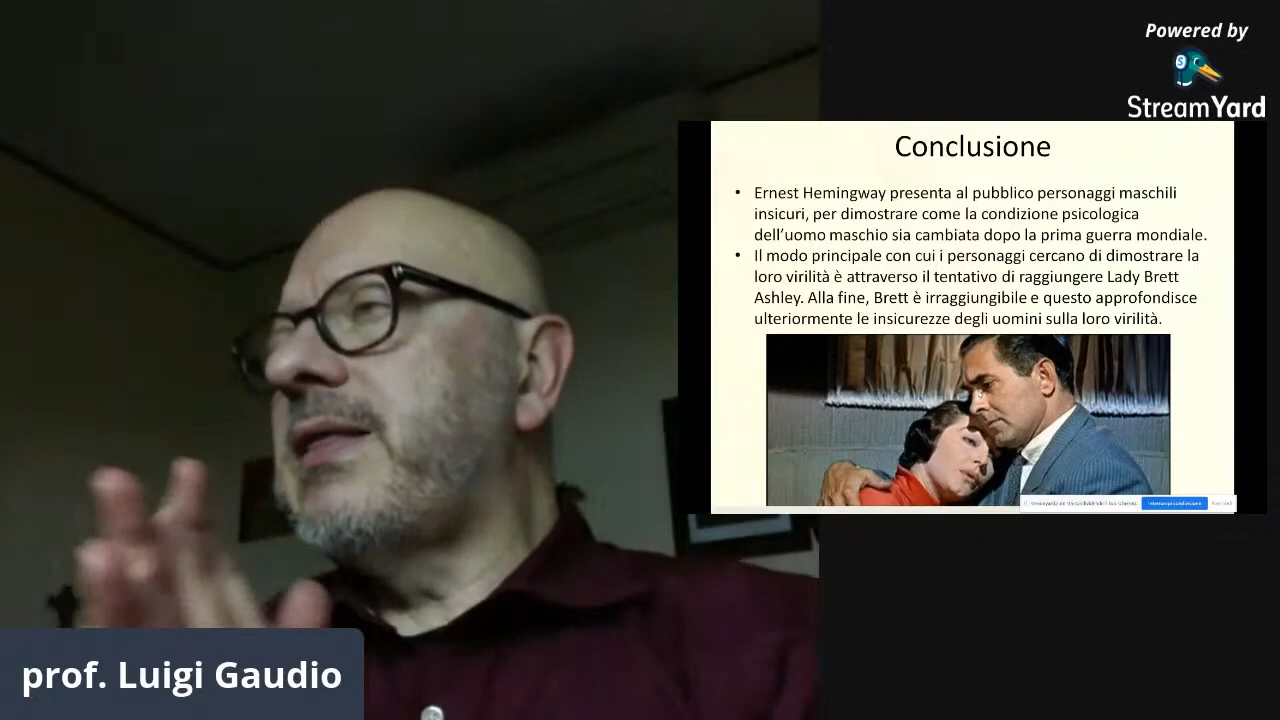 Powered by
StreamYard
Conclusione
• Ernest Hemingway presenta al pubblico personaggi maschili
insicuri, per dimostrare come la condizione psicologica
dell'uomo maschio sia cambiata dopo la prima guerra mondiale.
• Il modo principale con cui i personaggi cercano di dimostrare la
loro virilità è attraverso il tentativo di raggiungere Lady Brett
Ashley. Alla fine, Brett è irraggiungibile e questo approfondisce
ulteriormente le insicurezze degli uomini sulla loro virilità.
Interrompi condivisione
prof. Luigi Gaudio